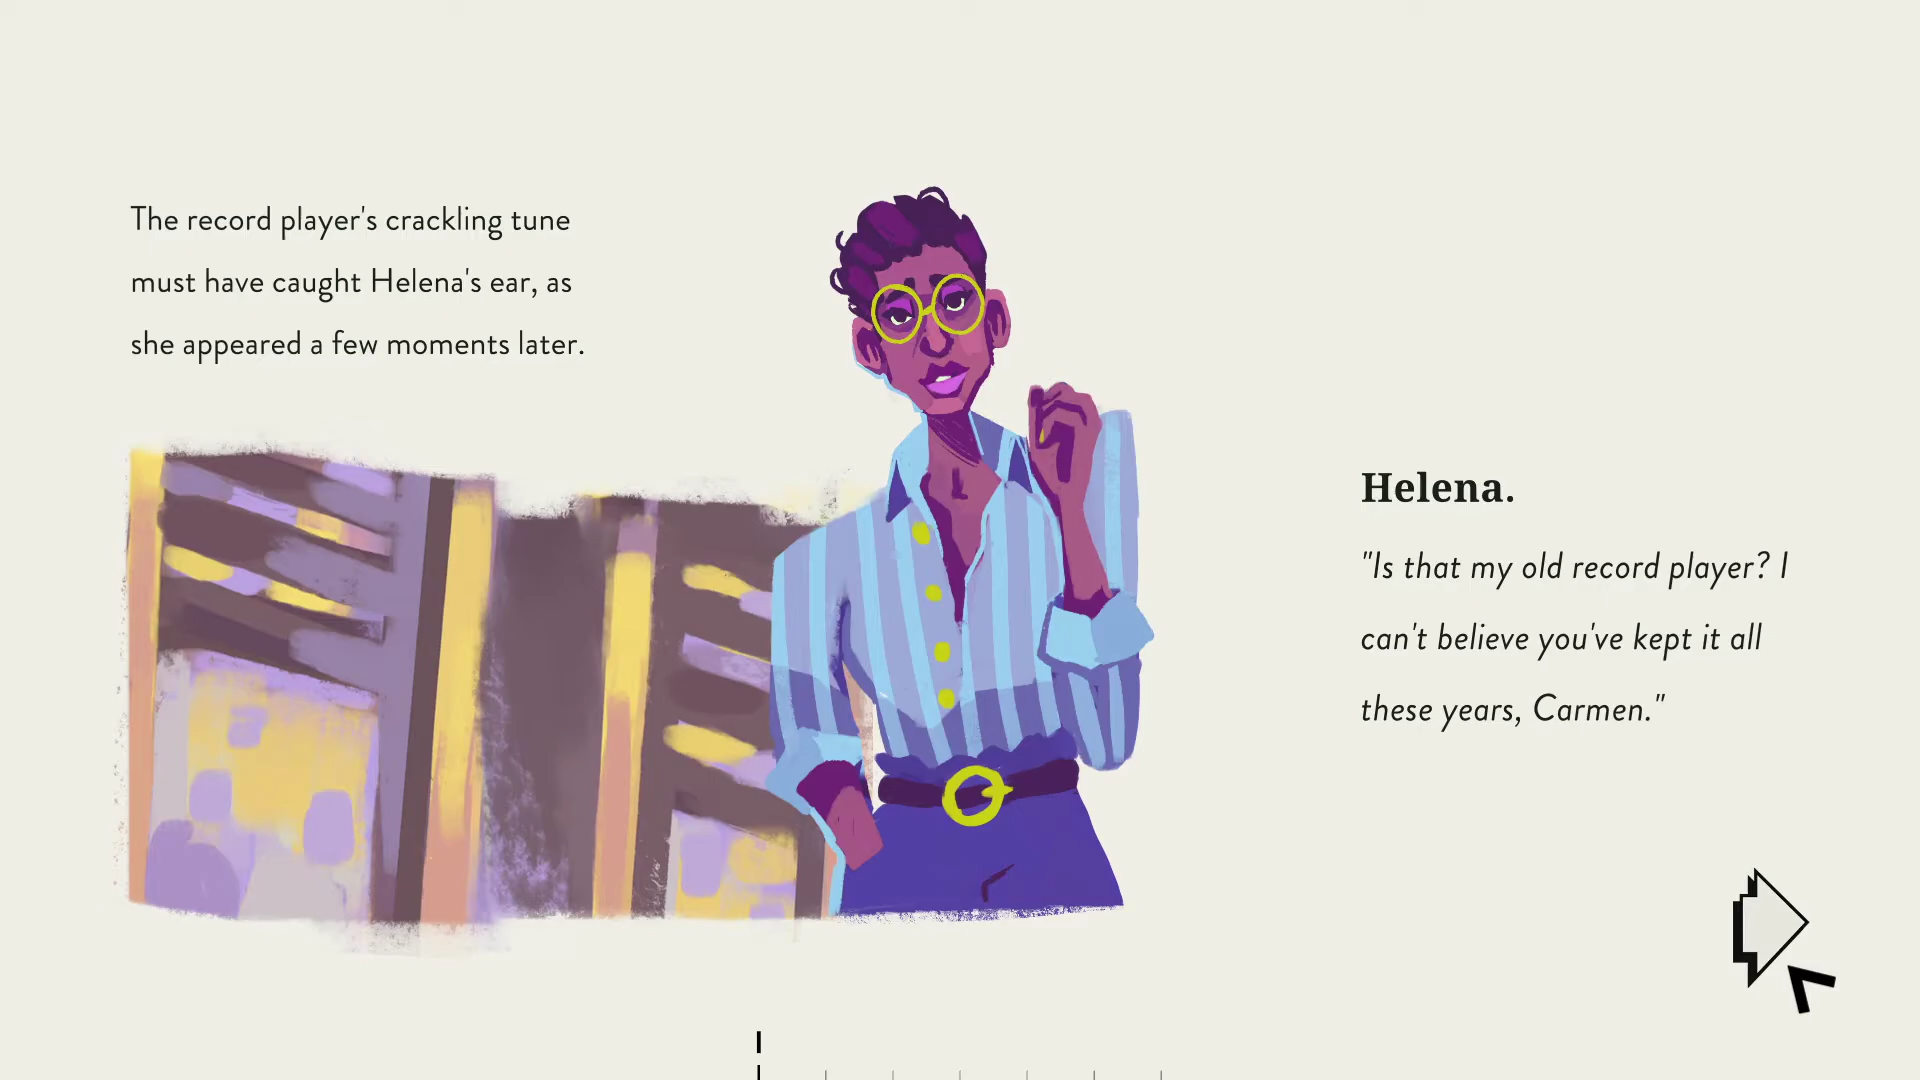 The record player's crackling tune
must have caught Helena's ear, as
she appeared a few moments later.
Helena.
"Is that my old record player? I
can't believe you've kept it all
these years, Carmen."